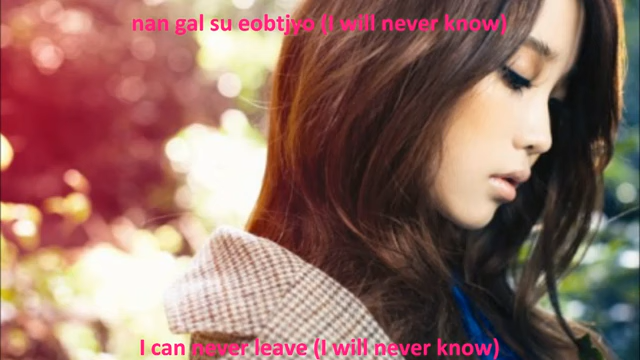 nan gal su eobtjyo (I will never know)
I can never leave (I will never know)